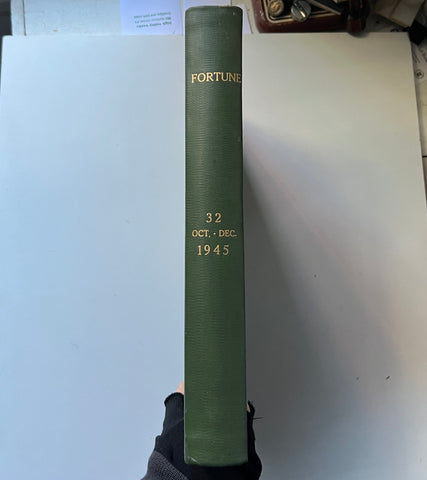 FORTUNE
32
OCT. · DEC.
1945